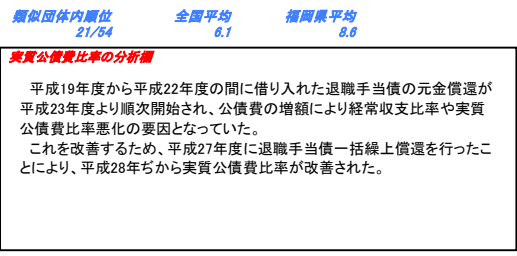 類似団体内順位 全国平均 福岡県平均
21/54 6.1 8.6
実質公債費比率の分析欄
平成19年度から平成22年度の間に借り入れた退職手当債の元金償還が
平成23年度より順次開始され、公債費の増額により経常収支比率や実質
公債費比率悪化の要因となっていた。
これを改善するため、平成27年度に退職手当債一括繰上償還を行ったこ
とにより、平成28年ぢから実質公債費比率が改善された。